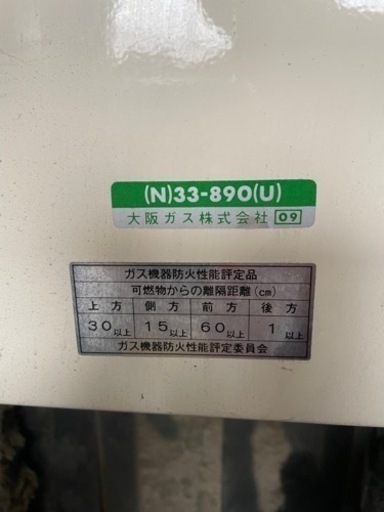 (N)33-890(U)
大阪ガス株式会社 09
ガス機器防火性能評定品
可燃物からの離隔距離(cm)
上方 側方 前方 後方
30以上 15以上 60以上 1以上
ガス機器防火性能評定委員会